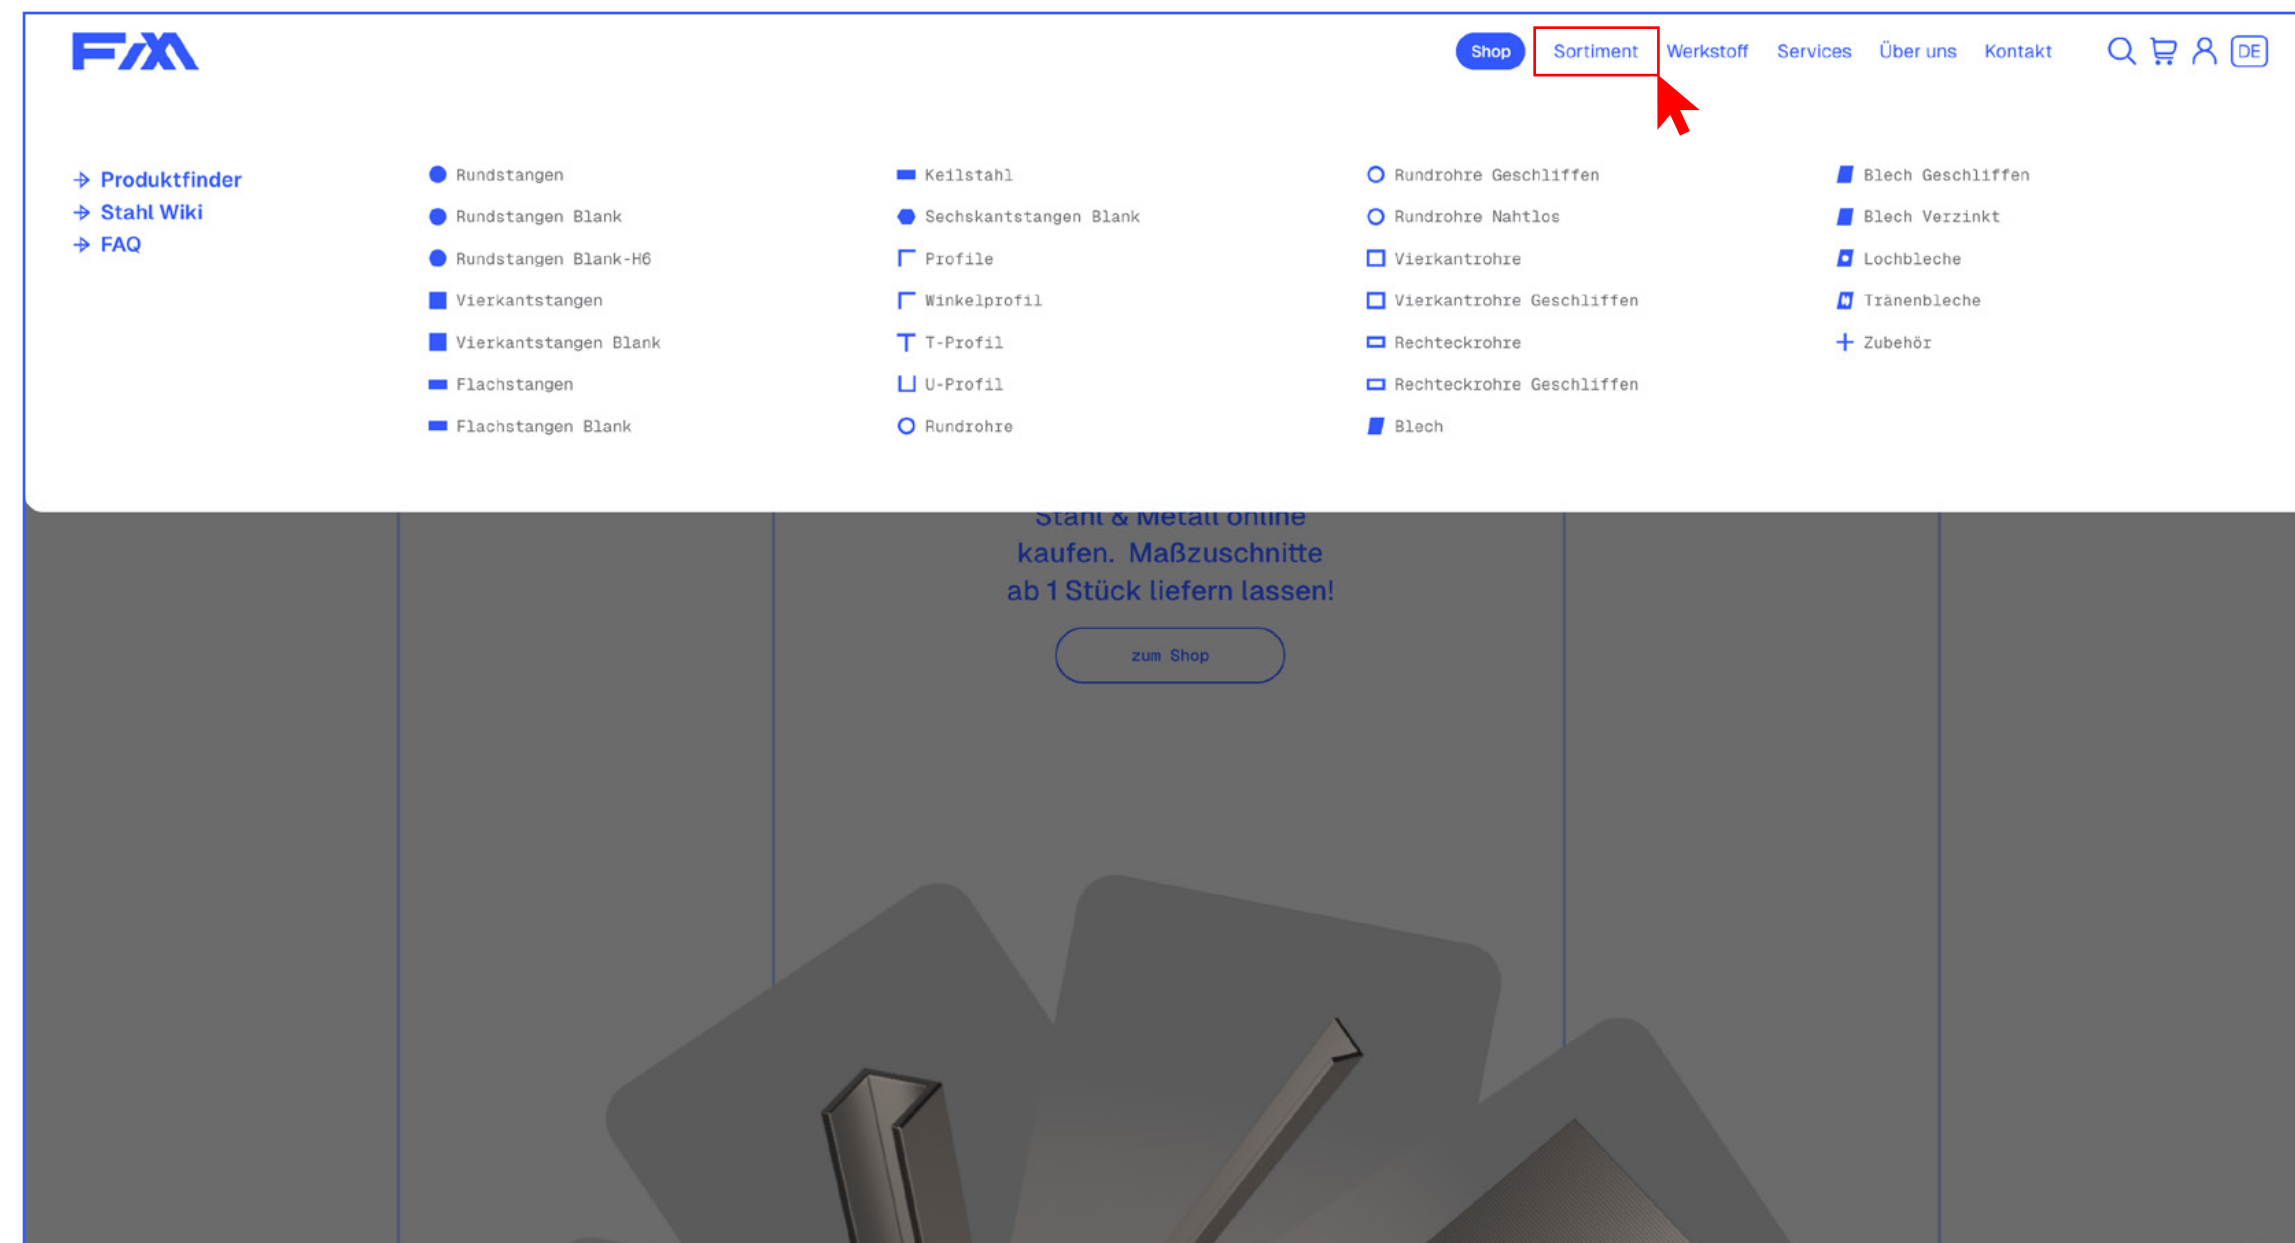 FM
Shop Sortiment Werkstoff Services Über uns Kontakt DE
Produktfinder
Stahl Wiki
FAQ
Rundstangen
Rundstangen Blank
Rundstangen Blank-H6
Vierkantstangen
Vierkantstangen Blank
Flachstangen
Flachstangen Blank
Keilstahl
Sechskantstangen Blank
Profile
Winkelprofil
T-Profil
U-Profil
Rundrohre
Rundrohre Geschliffen
Rundrohre Nahtlos
Vierkantrohre
Vierkantrohre Geschliffen
Rechteckrohre
Rechteckrohre Geschliffen
Blech
Blech Geschliffen
Blech Verzinkt
Lochbleche
Tränenbleche
Zubehör
Stahl & Metall online
kaufen. Maßzuschnitte
ab 1 Stück liefern lassen!
zum Shop